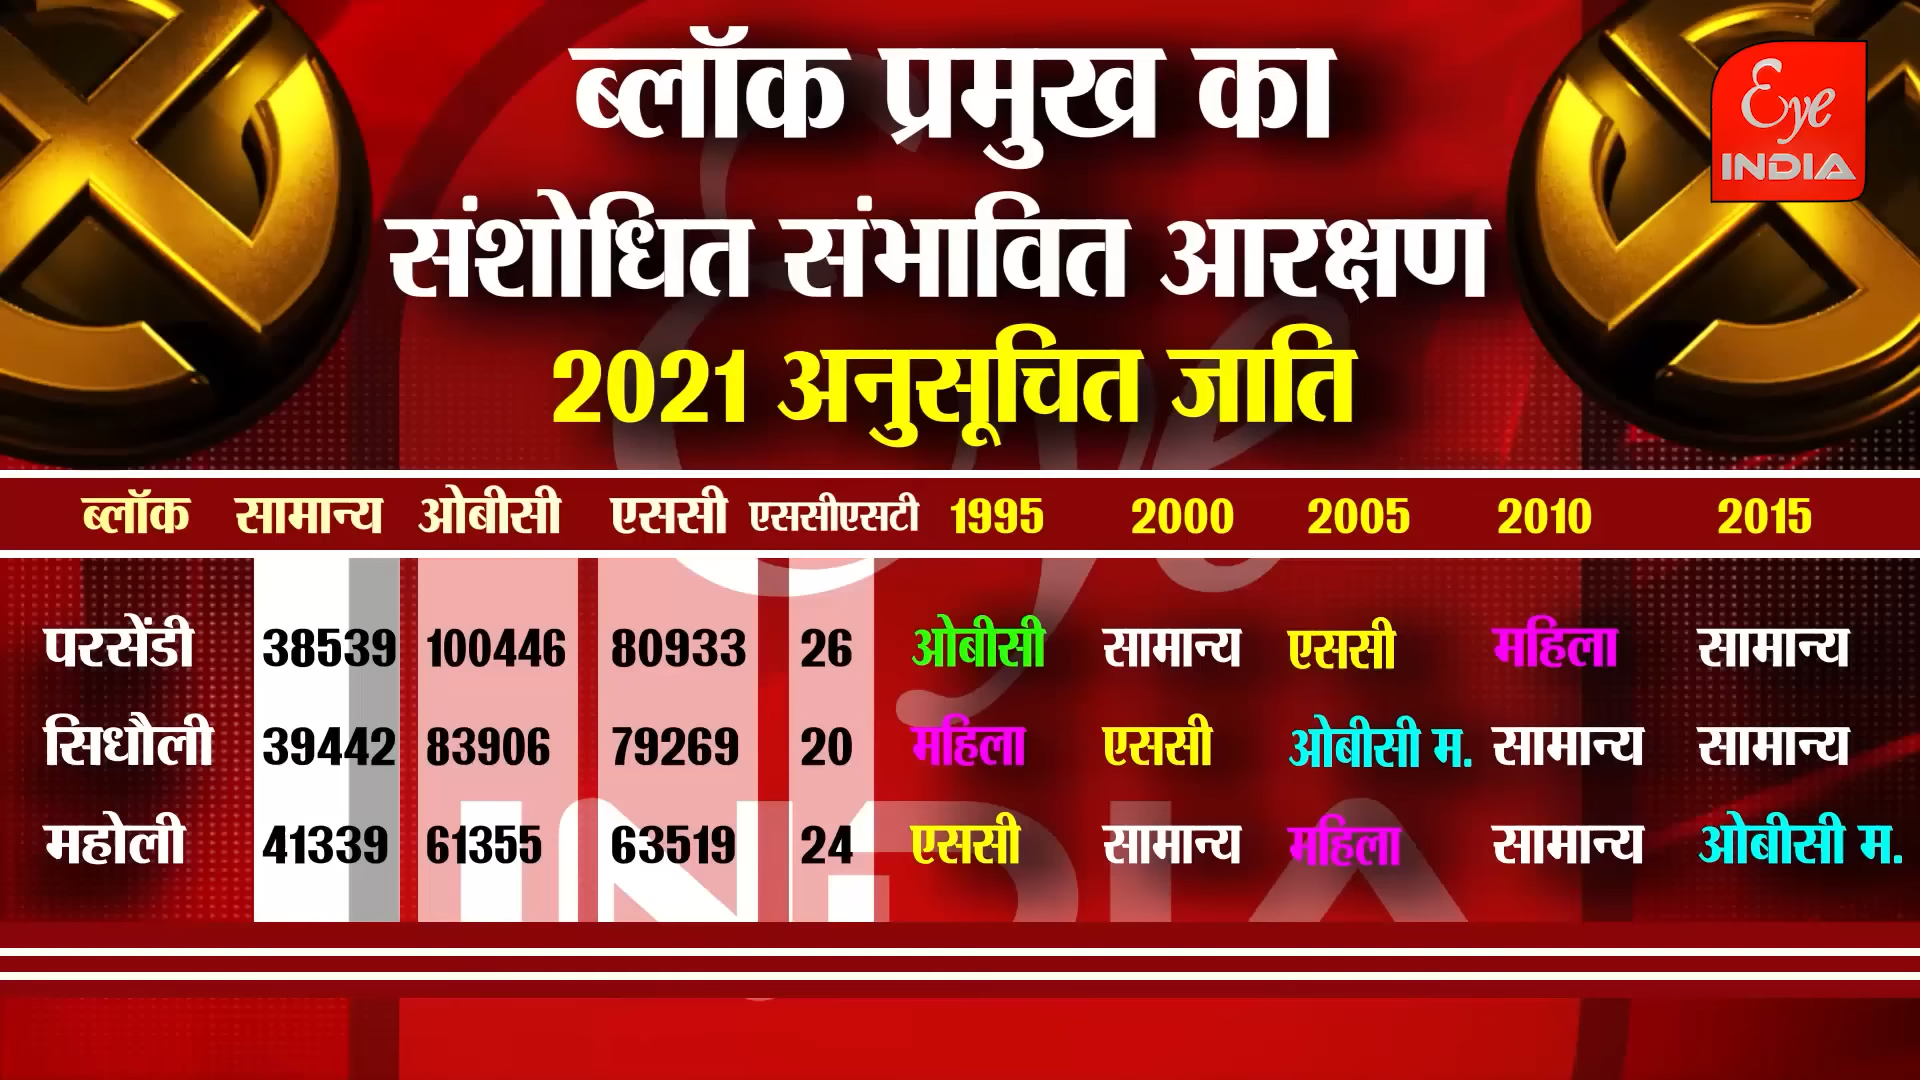 ब्लॉक प्रमुख का
Eye
INDIA
संशोधित संभावित आरक्षण
2021 अनुसूचित जाति
ब्लॉक सामान्य ओबीसी एससी एससीएसटी 1995 2000 2005 2010 2015
परसेंडी 38539 100446 80933 26 ओबीसी सामान्य एससी महिला सामान्य
सिधौली 39442 83906 79269 20 महिला एससी ओबीसी म. सामान्य सामान्य
महोली 41339 61355 63519 24 एससी सामान्य महिला सामान्य ओबीसी म.
Eye
INDIA